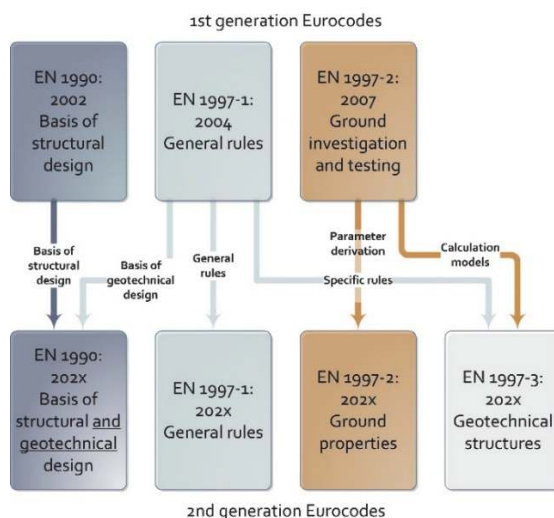 1st generation Eurocodes
EN 1990:
2002
Basis of
structural
design
EN 1997-1:
2004
General rules
EN 1997-2:
2007
Ground
investigation
and testing
Basis of
structural
design
Basis of
geotechnical
design
General
rules
Parameter
derivation
Calculation
models
Specific rules
EN 1990:
202x
Basis of
structural and
geotechnical
design
EN 1997-1:
202x
General rules
EN 1997-2:
202x
Ground
properties
EN 1997-3:
202x
Geotechnical
structures
2nd generation Eurocodes